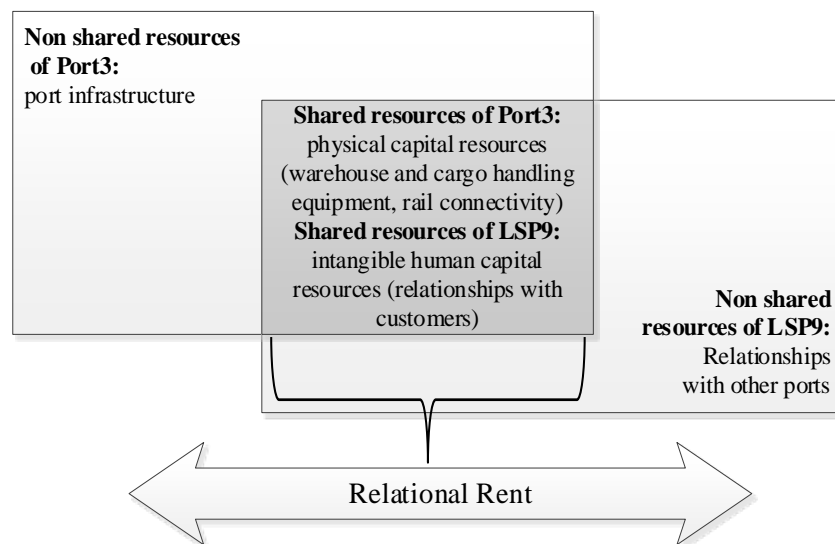 Non shared resources
of Port3:
port infrastructure
Shared resources of Port3:
physical capital resources
(warehouse and cargo handling
equipment, rail connectivity)
Shared resources of LSP9:
intangible human capital
resources (relationships with
customers)
Non shared
resources of LSP9:
Relationships
with other ports
Relational Rent